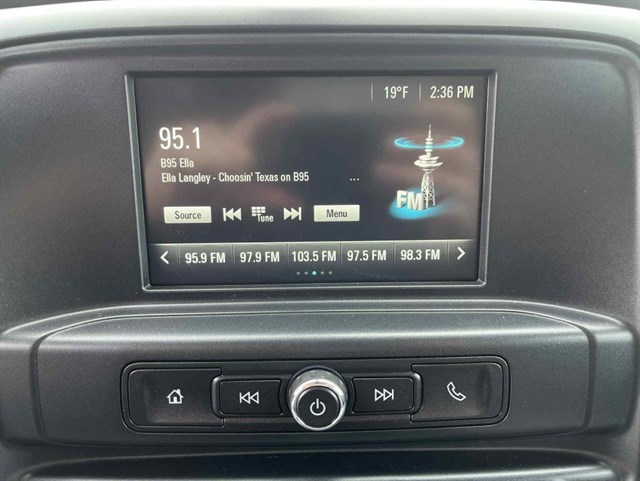 19°F 2:36 PM
95.1
B95 Ella
Ella Langley - Choosin' Texas on B95 ...
FM
Source Tune Menu
95.9 FM 97.9 FM 103.5 FM 97.5 FM 98.3 FM